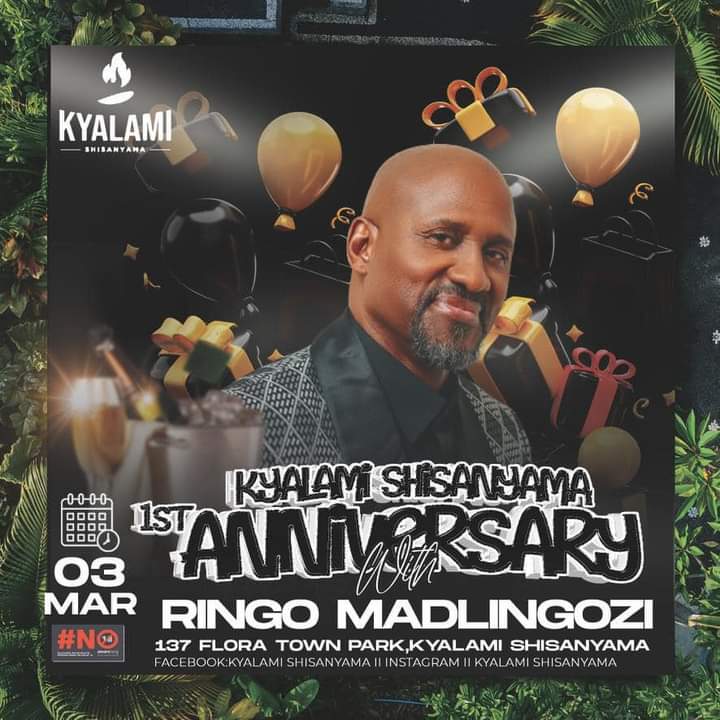 KYALAMI
SHISANYAMA
KYALAMI SHISANYAMA
1ST ANNIVERSARY
With
03
MAR
RINGO MADLINGOZI
#NO
18
137 FLORA TOWN PARK,KYALAMI SHISANYAMA
FACEBOOK:KYALAMI SHISANYAMA II INSTAGRAM II KYALAMI SHISANYAMA